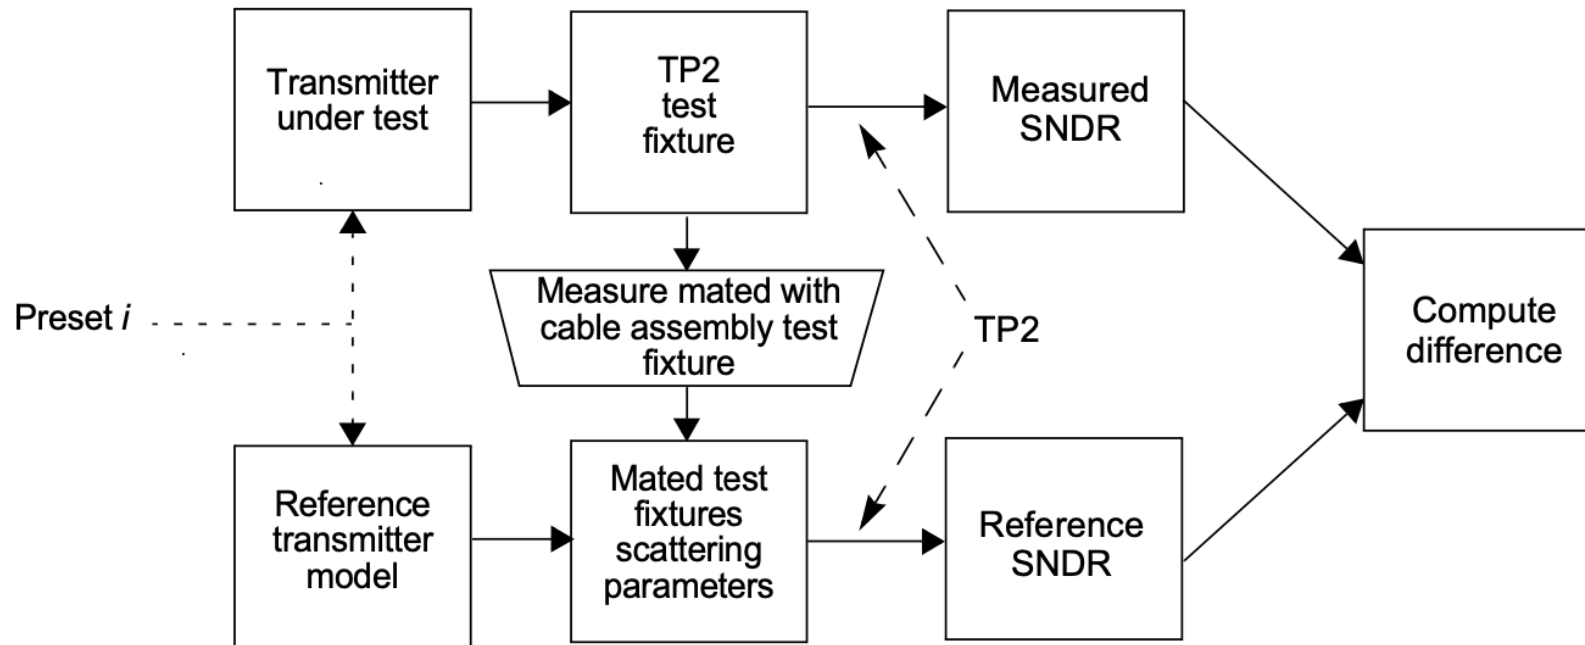 Transmitter
under test
TP2
test
fixture
Measured
SNDR
Preset i
Measure mated with
cable assembly test
fixture
TP2
Compute
difference
Reference
transmitter
model
Mated test
fixtures
scattering
parameters
Reference
SNDR